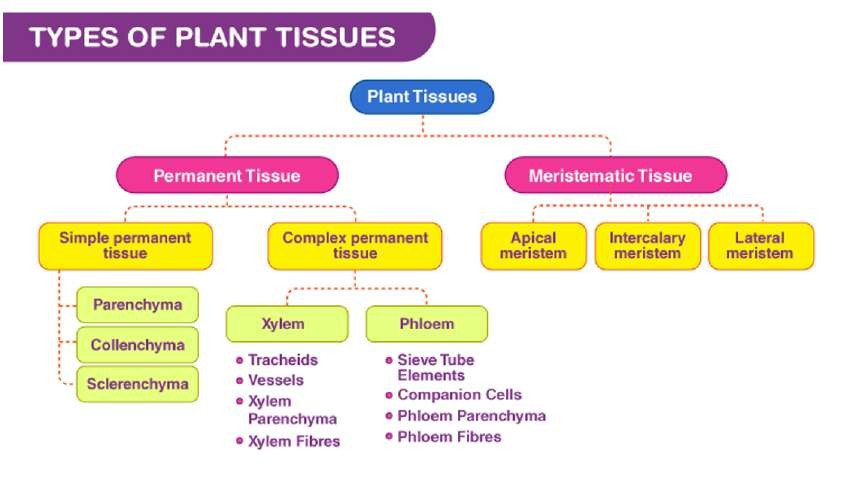 TYPES OF PLANT TISSUES
Plant Tissues
Permanent Tissue
Meristematic Tissue
Simple permanent
tissue
Complex permanent
tissue
Apical
meristem
Intercalary
meristem
Lateral
meristem
Parenchyma
Collenchyma
Sclerenchyma
Xylem
Tracheids
Vessels
Xylem
Parenchyma
Xylem Fibres
Phloem
Sieve Tube
Elements
Companion Cells
Phloem Parenchyma
Phloem Fibres